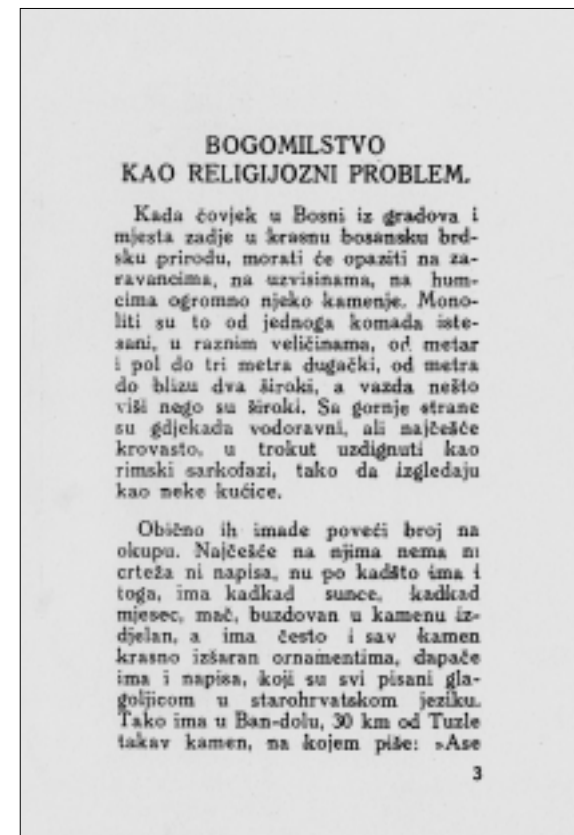 BOGOMILSTVO
KAO RELIGIJOZNI PROBLEM.
Kada čovjek u Bosni iz gradova i
mjesta zadje u krasnu bosansku brd-
sku prirodu, morati će opaziti na za-
ravancima, na uzvisinama, na hum-
cima ogromno njeko kamenje. Mono-
liti su to od jednoga komada iste-
sani, u raznim veličinama, od metar
i pol do tri metra dugački, od metra
do blizu dva široki, a vazda nešto
viši nego su široki. Sa gornje strane
su gdjekada vodoravni, ali najčešće
krovasto, u trokut uzdignuti kao
rimski sarkofazi, tako da izgledaju
kao neke kućice.
Obično ih imade poveći broj na
okupu. Najčešće na njima nema ni
crteža ni napisa, nu po kadšto ima i
toga, ima kadkad sunce, kadkad
mjesec, mač, buzdovan u kamenu iz-
djelan, a ima često i sav kamen
krasno izšaran ornamentima, dapače
ima i napisa, koji su svi pisani gla-
goljicom u starohrvatskom jeziku.
Tako ima u Ban-dolu, 30 km od Tuzle
takav kamen, na kojem piše: »Ase
3